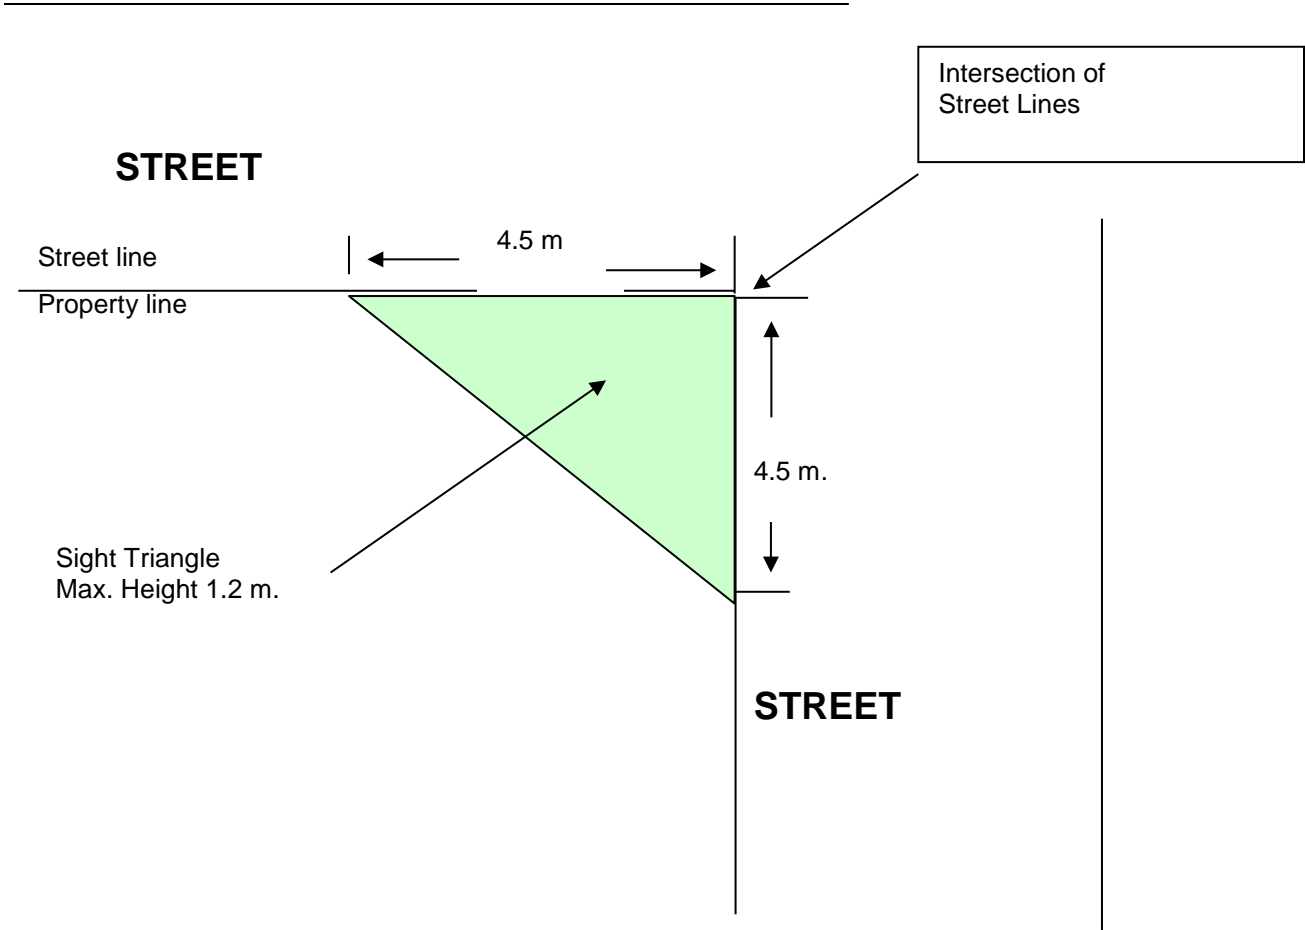 Intersection of
Street Lines
STREET
4.5 m
Street line
Property line
4.5 m.
Sight Triangle
Max. Height 1.2 m.
STREET